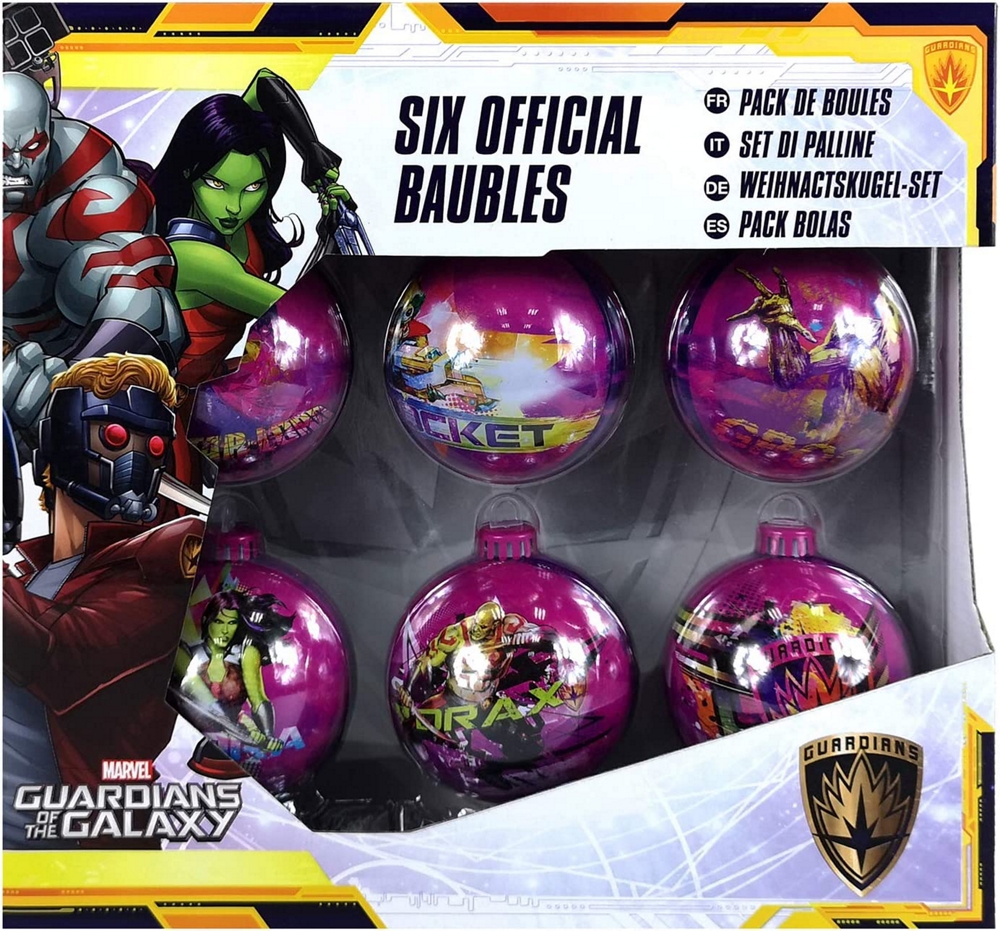 GUARDIANS
SIX OFFICIAL
BAUBLES
FR PACK DE BOULES
IT SET DI PALLINE
DE WEIHNACTSKUGEL-SET
ES PACK BOLAS
CKET
DRAX
MARVEL
GUARDIANS
OF THE GALAXY
GUARDIANS